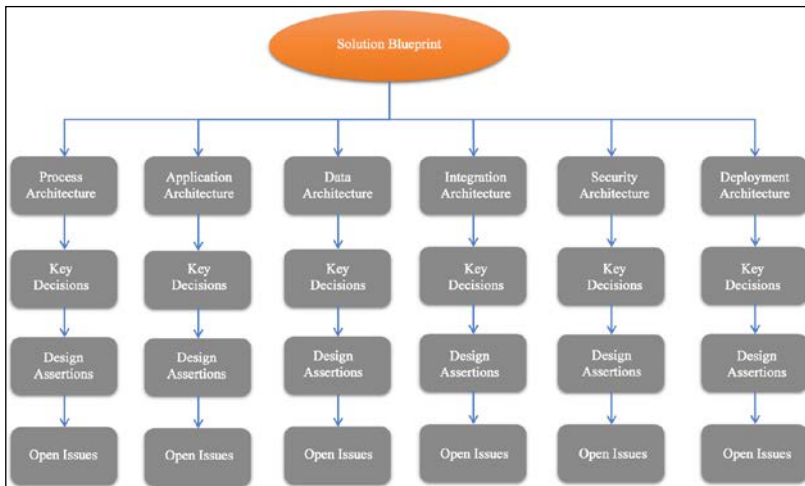 Solution Blueprint
Process
Architecture
Application
Architecture
Data
Architecture
Integration
Architecture
Security
Architecture
Deployment
Architecture
Key
Decisions
Key
Decisions
Key
Decisions
Key
Decisions
Key
Decisions
Key
Decisions
Design
Assertions
Design
Assertions
Design
Assertions
Design
Assertions
Design
Assertions
Design
Assertions
Open Issues
Open Issues
Open Issues
Open Issues
Open Issues
Open Issues